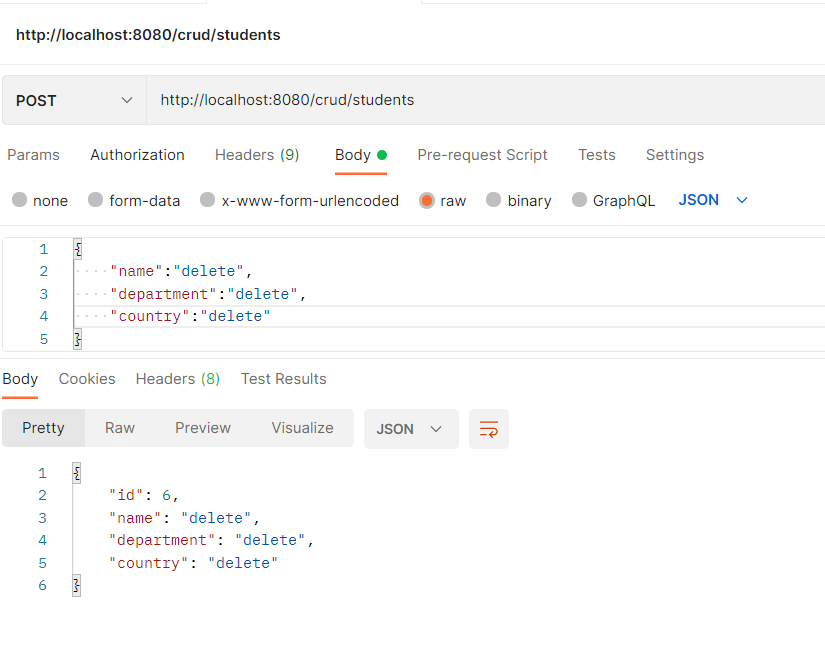 http://localhost:8080/crud/students
POST http://localhost:8080/crud/students
Params Authorization Headers (9) Body Pre-request Script Tests Settings
none form-data x-www-form-urlencoded raw binary GraphQL JSON
1 {
2 ····"name":"delete",
3 ····"department":"delete",
4 ····"country":"delete"
5 }
Body Cookies Headers (8) Test Results
Pretty Raw Preview Visualize JSON
1 {
2 "id": 6,
3 "name": "delete",
4 "department": "delete",
5 "country": "delete"
6 }